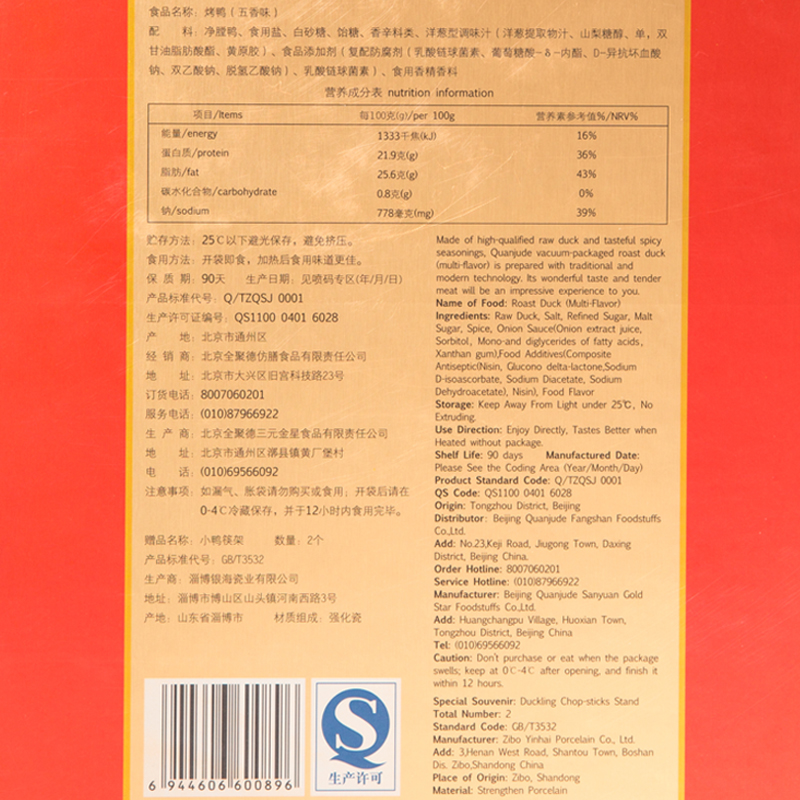 食品名称：烤鸭（五香味）
配　　料：净膛鸭、食用盐、白砂糖、饴糖、香辛料类、洋葱型调味汁（洋葱提取物汁、山梨糖醇、单，双
甘油脂肪酸酯、黄原胶）、食品添加剂（复配防腐剂（乳酸链球菌素、葡萄糖酸-δ-内酯、D-异抗坏血酸
钠、双乙酸钠、脱氢乙酸钠）、乳酸链球菌素）、食用香精香料
营养成分表 nutrition information
项目/Items 每100克(g)/per 100g 营养素参考值%/NRV%
能量/energy 1333千焦(kJ) 16%
蛋白质/protein 21.9克(g) 36%
脂肪/fat 25.6克(g) 43%
碳水化合物/carbohydrate 0.8克(g) 0%
钠/sodium 778毫克(mg) 39%
贮存方法：25℃以下避光保存，避免挤压。
食用方法：开袋即食，加热后食用味道更佳。
保 质 期：90天　生产日期：见喷码专区(年/月/日)
产品标准代号：Q/TZQSJ 0001
生产许可证编号：QS1100 0401 6028
产　　地：北京市通州区
经 销 商：北京全聚德仿膳食品有限责任公司
地　　址：北京市大兴区旧宫科技路23号
订货电话：8007060201
服务电话：(010)87966922
生 产 商：北京全聚德三元金星食品有限责任公司
地　　址：北京市通州区漷县镇黄厂堡村
电　　话：(010)69566092
注意事项：如漏气、胀袋请勿购买或食用；开袋后请在
0-4℃冷藏保存，并于12小时内食用完毕。
赠品名称：小鸭筷架　　数量：2个
产品标准代号：GB/T3532
生产商：淄博银海瓷业有限公司
地址：淄博市博山区山头镇河南西路3号
产地：山东省淄博市　　材质组成：强化瓷
6 944606 600896
S
生产许可
Made of high-qualified raw duck and tasteful spicy
seasonings, Quanjude vacuum-packaged roast duck
(multi-flavor) is prepared with traditional and
modern technology. Its wonderful taste and tender
meat will be an impressive experience to you.
Name of Food: Roast Duck (Multi-Flavor)
Ingredients: Raw Duck, Salt, Refined Sugar, Malt
Sugar, Spice, Onion Sauce(Onion extract juice,
Sorbitol, Mono-and diglycerides of fatty acids,
Xanthan gum),Food Additives(Composite
Antiseptic(Nisin, Glucono delta-lactone,Sodium
D-isoascorbate, Sodium Diacetate, Sodium
Dehydroacetate), Nisin), Food Flavor
Storage: Keep Away From Light under 25℃, No
Extruding.
Use Direction: Enjoy Directly, Tastes Better when
Heated without package.
Shelf Life: 90 days　Manufactured Date:
Please See the Coding Area (Year/Month/Day)
Product Standard Code: Q/TZQSJ 0001
QS Code: QS1100 0401 6028
Origin: Tongzhou District, Beijing
Distributor: Beijing Quanjude Fangshan Foodstuffs
Co.,Ltd.
Add: No.23,Keji Road, Jiugong Town, Daxing
District, Beijing China.
Order Hotline: 8007060201
Service Hotline: (010)87966922
Manufacturer: Beijing Quanjude Sanyuan Gold
Star Foodstuffs Co.,Ltd.
Add: Huangchangpu Village, Huoxian Town,
Tongzhou District, Beijing China
Tel: (010)69566092
Caution: Don't purchase or eat when the package
swells; keep at 0℃-4℃ after opening, and finish it
within 12 hours.
Special Souvenir: Duckling Chop-sticks Stand
Total Number: 2
Standard Code: GB/T3532
Manufacturer: Zibo Yinhai Porcelain Co., Ltd.
Add: 3,Henan West Road, Shantou Town, Boshan
Dis. Zibo,Shandong China
Place of Origin: Zibo, Shandong
Material: Strengthen Porcelain